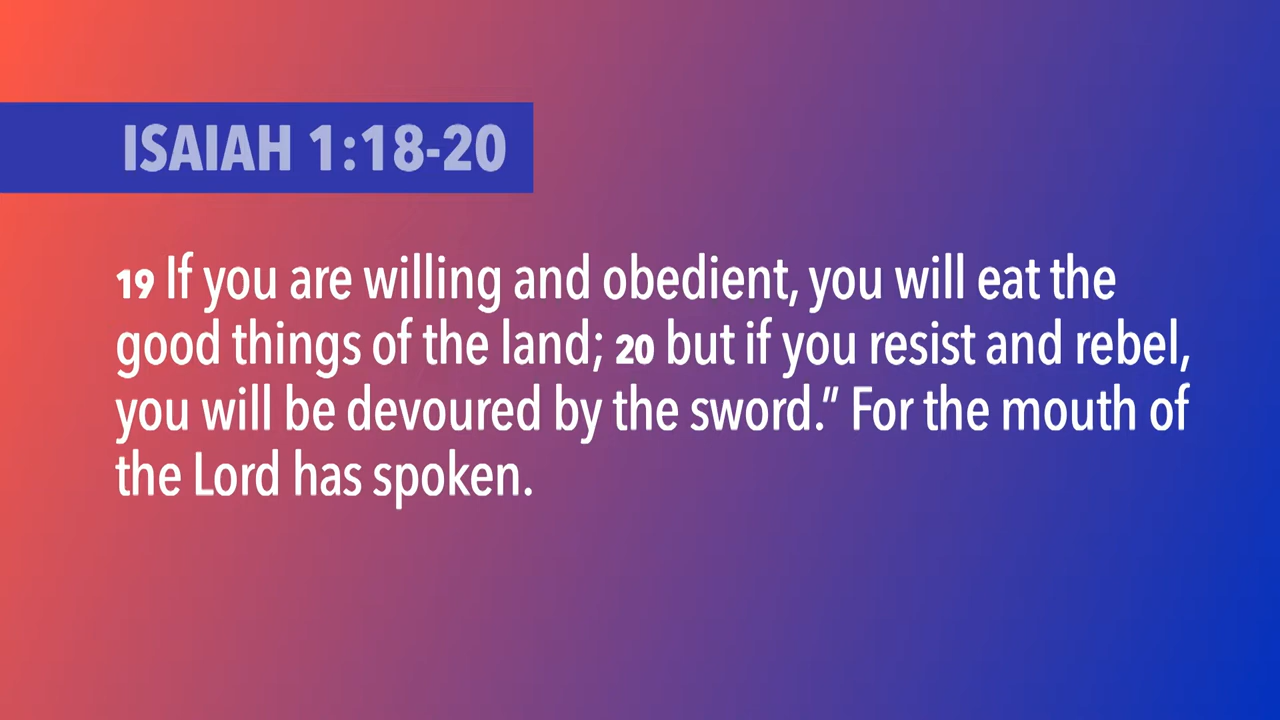 ISAIAH 1:18-20
19 If you are willing and obedient, you will eat the
good things of the land; 20 but if you resist and rebel,
you will be devoured by the sword.” For the mouth of
the Lord has spoken.